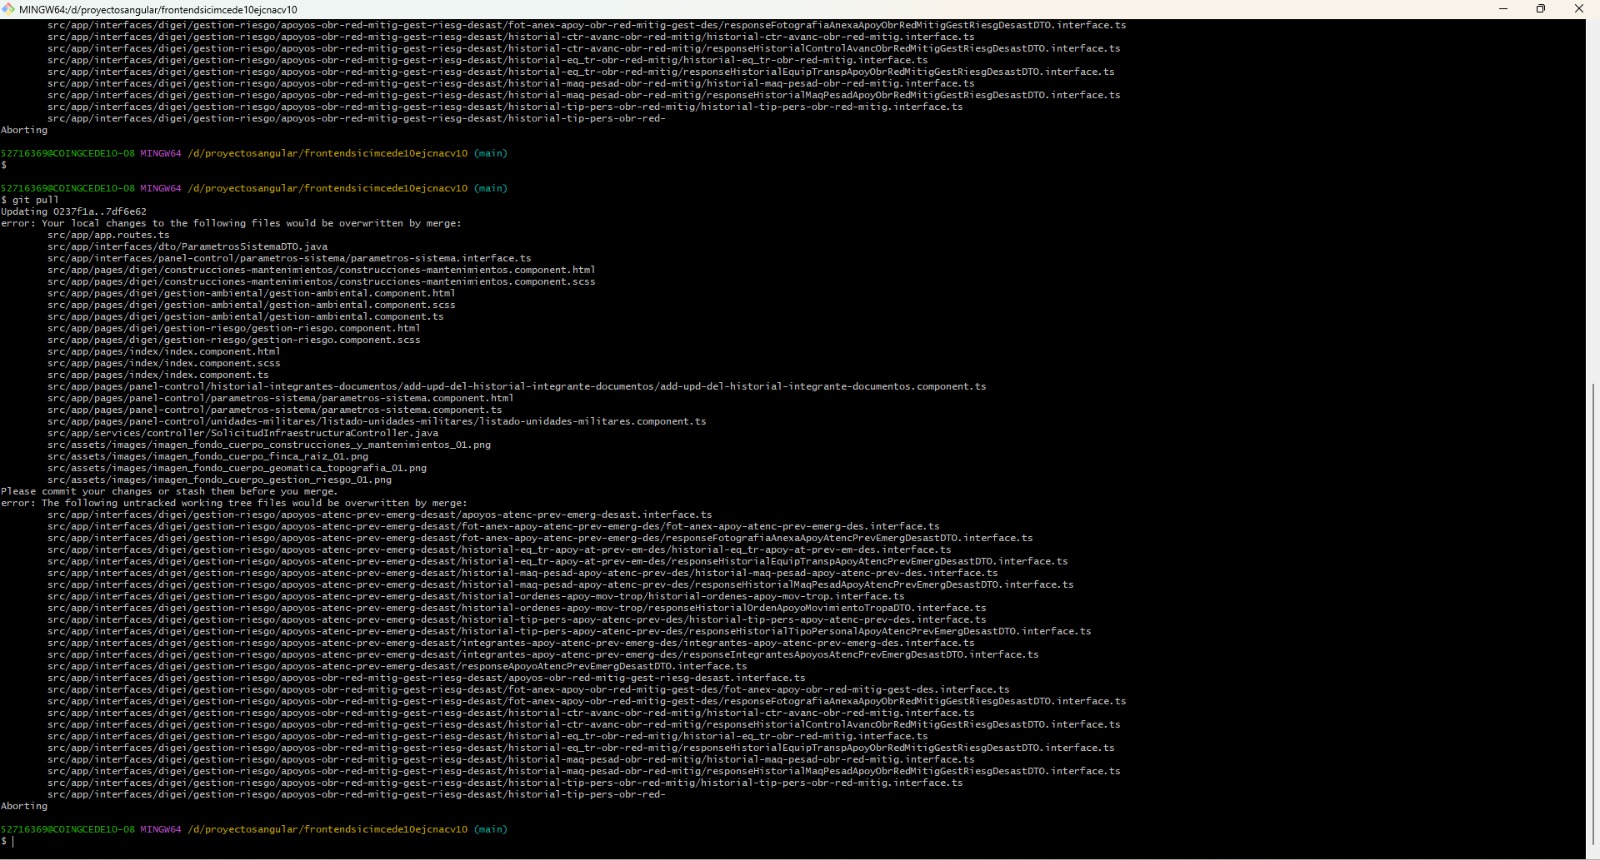 MINGW64:/d/proyectosangular/frontendsicimcede10ejcnacv10
src/app/interfaces/digei/gestion-riesgo/apoyos-obr-red-mitig-gest-riesg-desast/fot-anex-apoy-obr-red-mitig-gest-des/responseFotografiaAnexaApoyObrRedMitigGestRiesgDesastDTO.interface.ts
src/app/interfaces/digei/gestion-riesgo/apoyos-obr-red-mitig-gest-riesg-desast/historial-ctr-avanc-obr-red-mitig/historial-ctr-avanc-obr-red-mitig.interface.ts
src/app/interfaces/digei/gestion-riesgo/apoyos-obr-red-mitig-gest-riesg-desast/historial-ctr-avanc-obr-red-mitig/responseHistorialControlAvancObrRedMitigGestRiesgDesastDTO.interface.ts
src/app/interfaces/digei/gestion-riesgo/apoyos-obr-red-mitig-gest-riesg-desast/historial-eq_tr-obr-red-mitig/historial-eq_tr-obr-red-mitig.interface.ts
src/app/interfaces/digei/gestion-riesgo/apoyos-obr-red-mitig-gest-riesg-desast/historial-eq_tr-obr-red-mitig/responseHistorialEquipTranspApoyObrRedMitigGestRiesgDesastDTO.interface.ts
src/app/interfaces/digei/gestion-riesgo/apoyos-obr-red-mitig-gest-riesg-desast/historial-maq-pesad-obr-red-mitig/historial-maq-pesad-obr-red-mitig.interface.ts
src/app/interfaces/digei/gestion-riesgo/apoyos-obr-red-mitig-gest-riesg-desast/historial-maq-pesad-obr-red-mitig/responseHistorialMaqPesadApoyObrRedMitigGestRiesgDesastDTO.interface.ts
src/app/interfaces/digei/gestion-riesgo/apoyos-obr-red-mitig-gest-riesg-desast/historial-tip-pers-obr-red-mitig/historial-tip-pers-obr-red-mitig.interface.ts
src/app/interfaces/digei/gestion-riesgo/apoyos-obr-red-mitig-gest-riesg-desast/historial-tip-pers-obr-red-
Aborting
52716369@COINGCEDE10-08 MINGW64 /d/proyectosangular/frontendsicimcede10ejcnacv10 (main)
$
52716369@COINGCEDE10-08 MINGW64 /d/proyectosangular/frontendsicimcede10ejcnacv10 (main)
$ git pull
Updating 0237f1a..7df6e62
error: Your local changes to the following files would be overwritten by merge:
src/app/app.routes.ts
src/app/interfaces/dto/ParametrosSistemaDTO.java
src/app/interfaces/panel-control/parametros-sistema/parametros-sistema.interface.ts
src/app/pages/digei/construcciones-mantenimientos/construcciones-mantenimientos.component.html
src/app/pages/digei/construcciones-mantenimientos/construcciones-mantenimientos.component.scss
src/app/pages/digei/gestion-ambiental/gestion-ambiental.component.html
src/app/pages/digei/gestion-ambiental/gestion-ambiental.component.scss
src/app/pages/digei/gestion-ambiental/gestion-ambiental.component.ts
src/app/pages/digei/gestion-riesgo/gestion-riesgo.component.html
src/app/pages/digei/gestion-riesgo/gestion-riesgo.component.scss
src/app/pages/index/index.component.html
src/app/pages/index/index.component.scss
src/app/pages/index/index.component.ts
src/app/pages/panel-control/historial-integrantes-documentos/add-upd-del-historial-integrante-documentos/add-upd-del-historial-integrante-documentos.component.ts
src/app/pages/panel-control/parametros-sistema/parametros-sistema.component.html
src/app/pages/panel-control/parametros-sistema/parametros-sistema.component.ts
src/app/pages/panel-control/unidades-militares/listado-unidades-militares/listado-unidades-militares.component.ts
src/app/services/controller/SolicitudInfraestructuraController.java
src/assets/images/imagen_fondo_cuerpo_construcciones_y_mantenimientos_01.png
src/assets/images/imagen_fondo_cuerpo_finca_raiz_01.png
src/assets/images/imagen_fondo_cuerpo_geomatica_topografia_01.png
src/assets/images/imagen_fondo_cuerpo_gestion_riesgo_01.png
Please commit your changes or stash them before you merge.
error: The following untracked working tree files would be overwritten by merge:
src/app/interfaces/digei/gestion-riesgo/apoyos-atenc-prev-emerg-desast/apoyos-atenc-prev-emerg-desast.interface.ts
src/app/interfaces/digei/gestion-riesgo/apoyos-atenc-prev-emerg-desast/fot-anex-apoy-atenc-prev-emerg-des/fot-anex-apoy-atenc-prev-emerg-des.interface.ts
src/app/interfaces/digei/gestion-riesgo/apoyos-atenc-prev-emerg-desast/fot-anex-apoy-atenc-prev-emerg-des/responseFotografiaAnexaApoyAtencPrevEmergDesastDTO.interface.ts
src/app/interfaces/digei/gestion-riesgo/apoyos-atenc-prev-emerg-desast/historial-eq_tr-apoy-at-prev-em-des/historial-eq_tr-apoy-at-prev-em-des.interface.ts
src/app/interfaces/digei/gestion-riesgo/apoyos-atenc-prev-emerg-desast/historial-eq_tr-apoy-at-prev-em-des/responseHistorialEquipTranspApoyAtencPrevEmergDesastDTO.interface.ts
src/app/interfaces/digei/gestion-riesgo/apoyos-atenc-prev-emerg-desast/historial-maq-pesad-apoy-atenc-prev-des/historial-maq-pesad-apoy-atenc-prev-des.interface.ts
src/app/interfaces/digei/gestion-riesgo/apoyos-atenc-prev-emerg-desast/historial-maq-pesad-apoy-atenc-prev-des/responseHistorialMaqPesadApoyAtencPrevEmergDesastDTO.interface.ts
src/app/interfaces/digei/gestion-riesgo/apoyos-atenc-prev-emerg-desast/historial-ordenes-apoy-mov-trop/historial-ordenes-apoy-mov-trop.interface.ts
src/app/interfaces/digei/gestion-riesgo/apoyos-atenc-prev-emerg-desast/historial-ordenes-apoy-mov-trop/responseHistorialOrdenApoyoMovimientoTropaDTO.interface.ts
src/app/interfaces/digei/gestion-riesgo/apoyos-atenc-prev-emerg-desast/historial-tip-pers-apoy-atenc-prev-des/historial-tip-pers-apoy-atenc-prev-des.interface.ts
src/app/interfaces/digei/gestion-riesgo/apoyos-atenc-prev-emerg-desast/historial-tip-pers-apoy-atenc-prev-des/responseHistorialTipoPersonalApoyAtencPrevEmergDesastDTO.interface.ts
src/app/interfaces/digei/gestion-riesgo/apoyos-atenc-prev-emerg-desast/integrantes-apoy-atenc-prev-emerg-des/integrantes-apoy-atenc-prev-emerg-des.interface.ts
src/app/interfaces/digei/gestion-riesgo/apoyos-atenc-prev-emerg-desast/integrantes-apoy-atenc-prev-emerg-des/responseIntegrantesApoyosAtencPrevEmergDesastDTO.interface.ts
src/app/interfaces/digei/gestion-riesgo/apoyos-atenc-prev-emerg-desast/responseApoyoAtencPrevEmergDesastDTO.interface.ts
src/app/interfaces/digei/gestion-riesgo/apoyos-obr-red-mitig-gest-riesg-desast/apoyos-obr-red-mitig-gest-riesg-desast.interface.ts
src/app/interfaces/digei/gestion-riesgo/apoyos-obr-red-mitig-gest-riesg-desast/fot-anex-apoy-obr-red-mitig-gest-des/fot-anex-apoy-obr-red-mitig-gest-des.interface.ts
src/app/interfaces/digei/gestion-riesgo/apoyos-obr-red-mitig-gest-riesg-desast/fot-anex-apoy-obr-red-mitig-gest-des/responseFotografiaAnexaApoyObrRedMitigGestRiesgDesastDTO.interface.ts
src/app/interfaces/digei/gestion-riesgo/apoyos-obr-red-mitig-gest-riesg-desast/historial-ctr-avanc-obr-red-mitig/historial-ctr-avanc-obr-red-mitig.interface.ts
src/app/interfaces/digei/gestion-riesgo/apoyos-obr-red-mitig-gest-riesg-desast/historial-ctr-avanc-obr-red-mitig/responseHistorialControlAvancObrRedMitigGestRiesgDesastDTO.interface.ts
src/app/interfaces/digei/gestion-riesgo/apoyos-obr-red-mitig-gest-riesg-desast/historial-eq_tr-obr-red-mitig/historial-eq_tr-obr-red-mitig.interface.ts
src/app/interfaces/digei/gestion-riesgo/apoyos-obr-red-mitig-gest-riesg-desast/historial-eq_tr-obr-red-mitig/responseHistorialEquipTranspApoyObrRedMitigGestRiesgDesastDTO.interface.ts
src/app/interfaces/digei/gestion-riesgo/apoyos-obr-red-mitig-gest-riesg-desast/historial-maq-pesad-obr-red-mitig/historial-maq-pesad-obr-red-mitig.interface.ts
src/app/interfaces/digei/gestion-riesgo/apoyos-obr-red-mitig-gest-riesg-desast/historial-maq-pesad-obr-red-mitig/responseHistorialMaqPesadApoyObrRedMitigGestRiesgDesastDTO.interface.ts
src/app/interfaces/digei/gestion-riesgo/apoyos-obr-red-mitig-gest-riesg-desast/historial-tip-pers-obr-red-mitig/historial-tip-pers-obr-red-mitig.interface.ts
src/app/interfaces/digei/gestion-riesgo/apoyos-obr-red-mitig-gest-riesg-desast/historial-tip-pers-obr-red-
Aborting
52716369@COINGCEDE10-08 MINGW64 /d/proyectosangular/frontendsicimcede10ejcnacv10 (main)
$